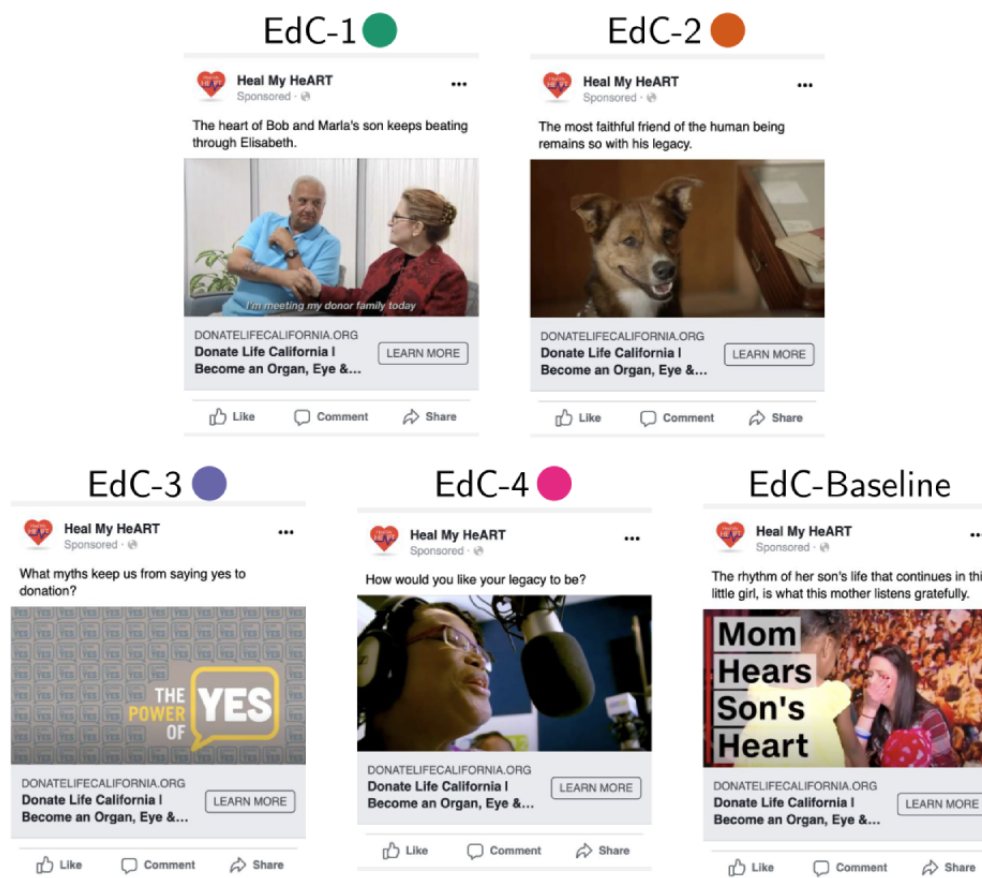 EdC-1
Heal My HeART
Sponsored ·
The heart of Bob and Marla's son keeps beating
through Elisabeth.
I'm meeting my donor family today
DONATELIFECALIFORNIA.ORG
Donate Life California |
Become an Organ, Eye &...
LEARN MORE
Like
Comment
Share
EdC-2
Heal My HeART
Sponsored ·
The most faithful friend of the human being
remains so with his legacy.
DONATELIFECALIFORNIA.ORG
Donate Life California |
Become an Organ, Eye &...
LEARN MORE
Like
Comment
Share
EdC-3
Heal My HeART
Sponsored ·
What myths keep us from saying yes to
donation?
THE
POWER
OF
YES
DONATELIFECALIFORNIA.ORG
Donate Life California |
Become an Organ, Eye &...
LEARN MORE
Like
Comment
Share
EdC-4
Heal My HeART
Sponsored ·
How would you like your legacy to be?
DONATELIFECALIFORNIA.ORG
Donate Life California |
Become an Organ, Eye &...
LEARN MORE
Like
Comment
Share
EdC-Baseline
Heal My HeART
Sponsored ·
The rhythm of her son's life that continues in thi
little girl, is what this mother listens gratefully.
Mom
Hears
Son's
Heart
DONATELIFECALIFORNIA.ORG
Donate Life California |
Become an Organ, Eye &...
LEARN MORE
Like
Comment
Share